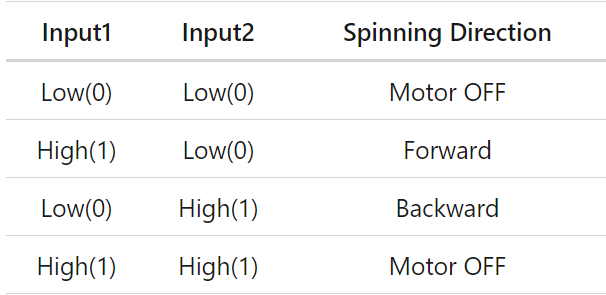 Input1 Input2 Spinning Direction
Low(0) Low(0) Motor OFF
High(1) Low(0) Forward
Low(0) High(1) Backward
High(1) High(1) Motor OFF